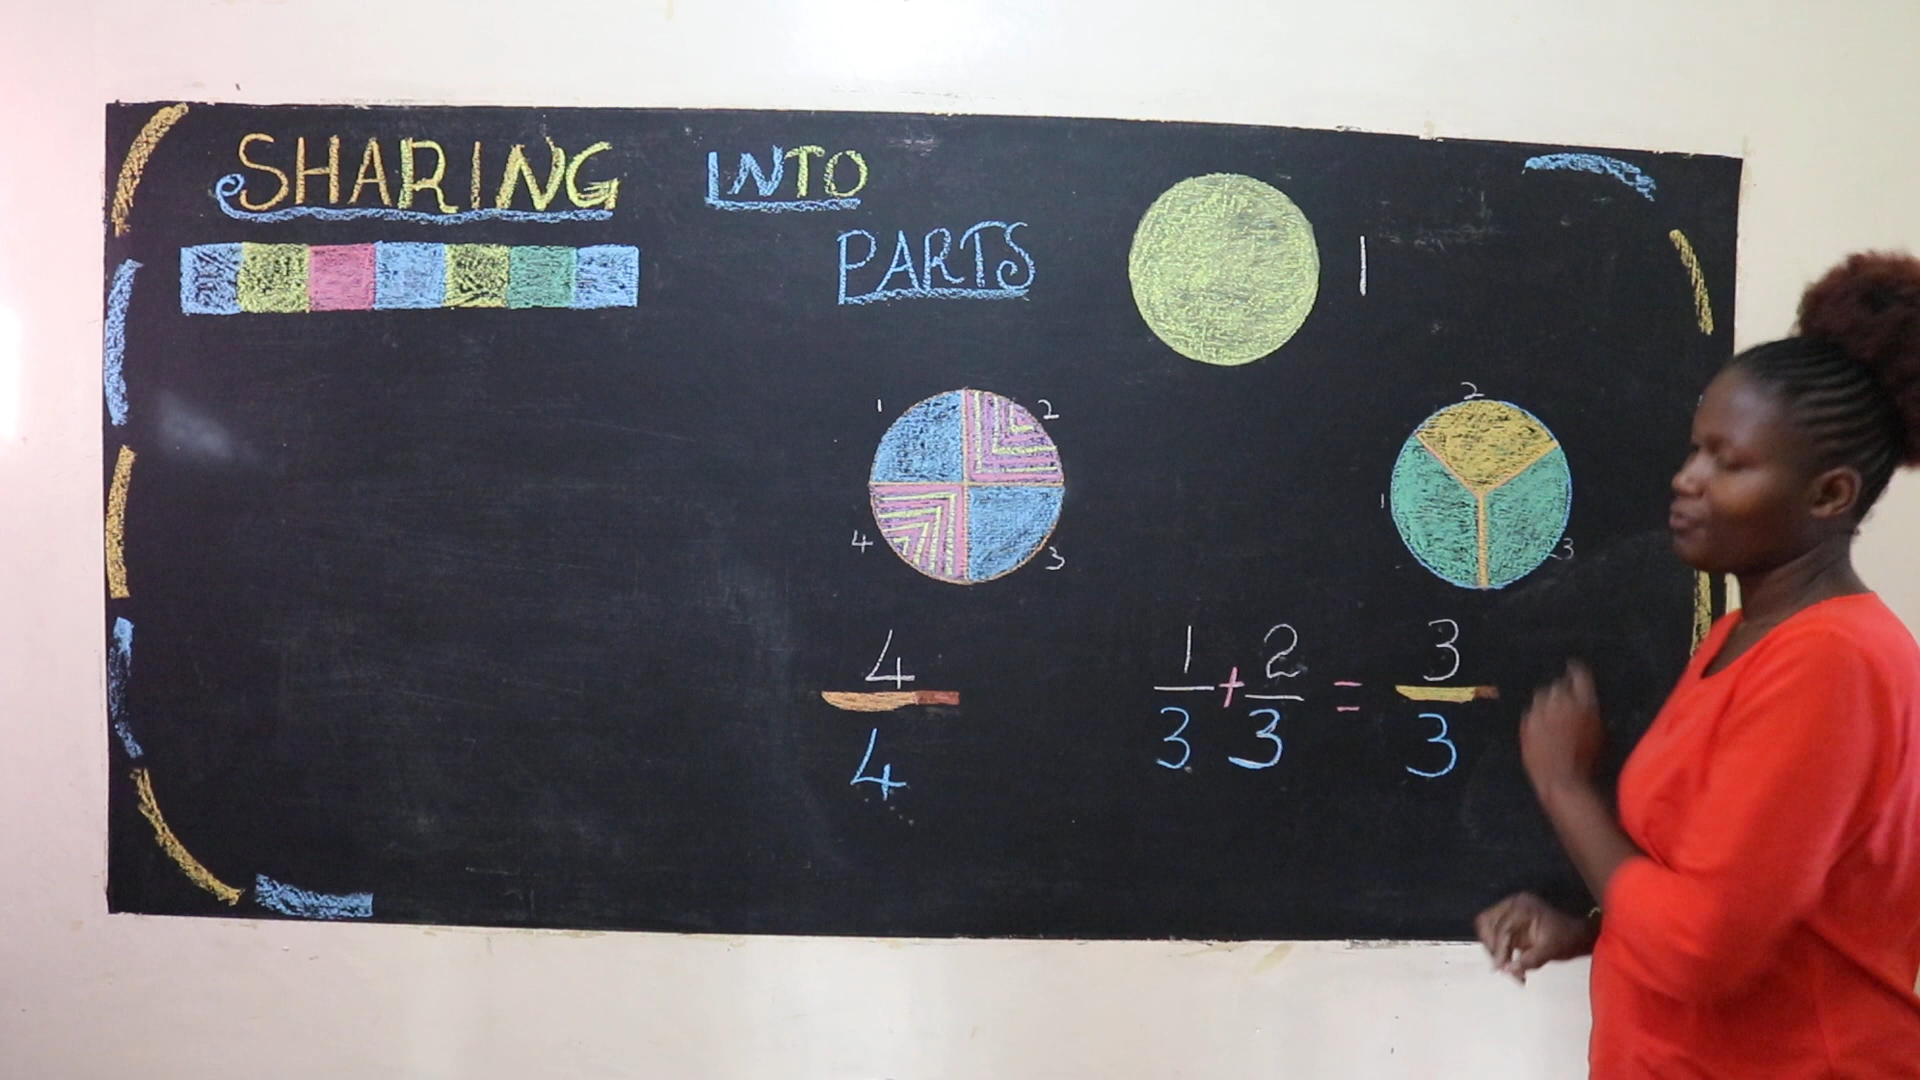 SHARING INTO
PARTS
1
1 2
4 3
2
1
3
4
4
1/3 + 2/3 = 3/3